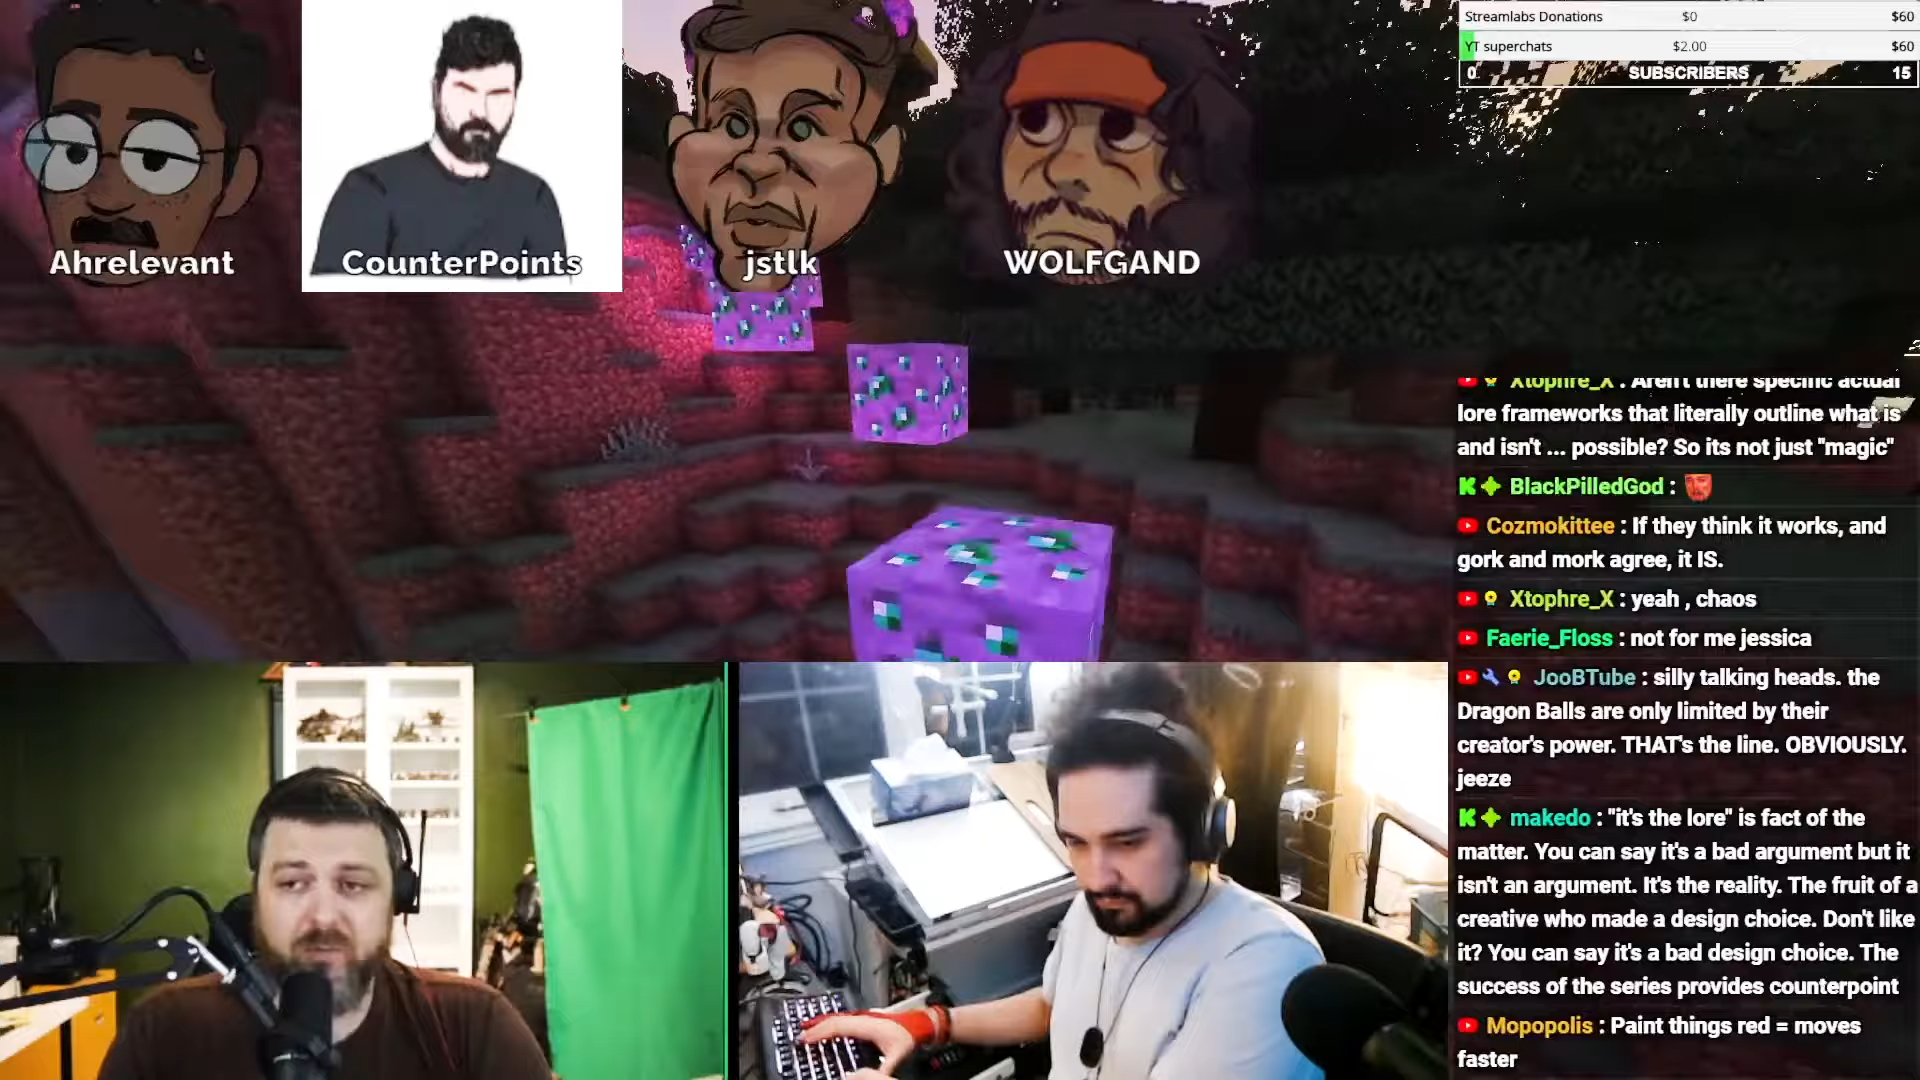 Streamlabs Donations $0 $60
YT superchats $2.00 $60
0 SUBSCRIBERS 15
Ahrelevant
CounterPoints
jstlk
WOLFGAND
Xtophre_X : Aren't there specific actual
lore frameworks that literally outline what is
and isn't ... possible? So its not just "magic"
BlackPilledGod :
Cozmokittee : If they think it works, and
gork and mork agree, it IS.
Xtophre_X : yeah , chaos
Faerie_Floss : not for me jessica
JooBTube : silly talking heads. the
Dragon Balls are only limited by their
creator's power. THAT's the line. OBVIOUSLY.
jeeze
makedo : "it's the lore" is fact of the
matter. You can say it's a bad argument but it
isn't an argument. It's the reality. The fruit of a
creative who made a design choice. Don't like
it? You can say it's a bad design choice. The
success of the series provides counterpoint
Mopopolis : Paint things red = moves
faster